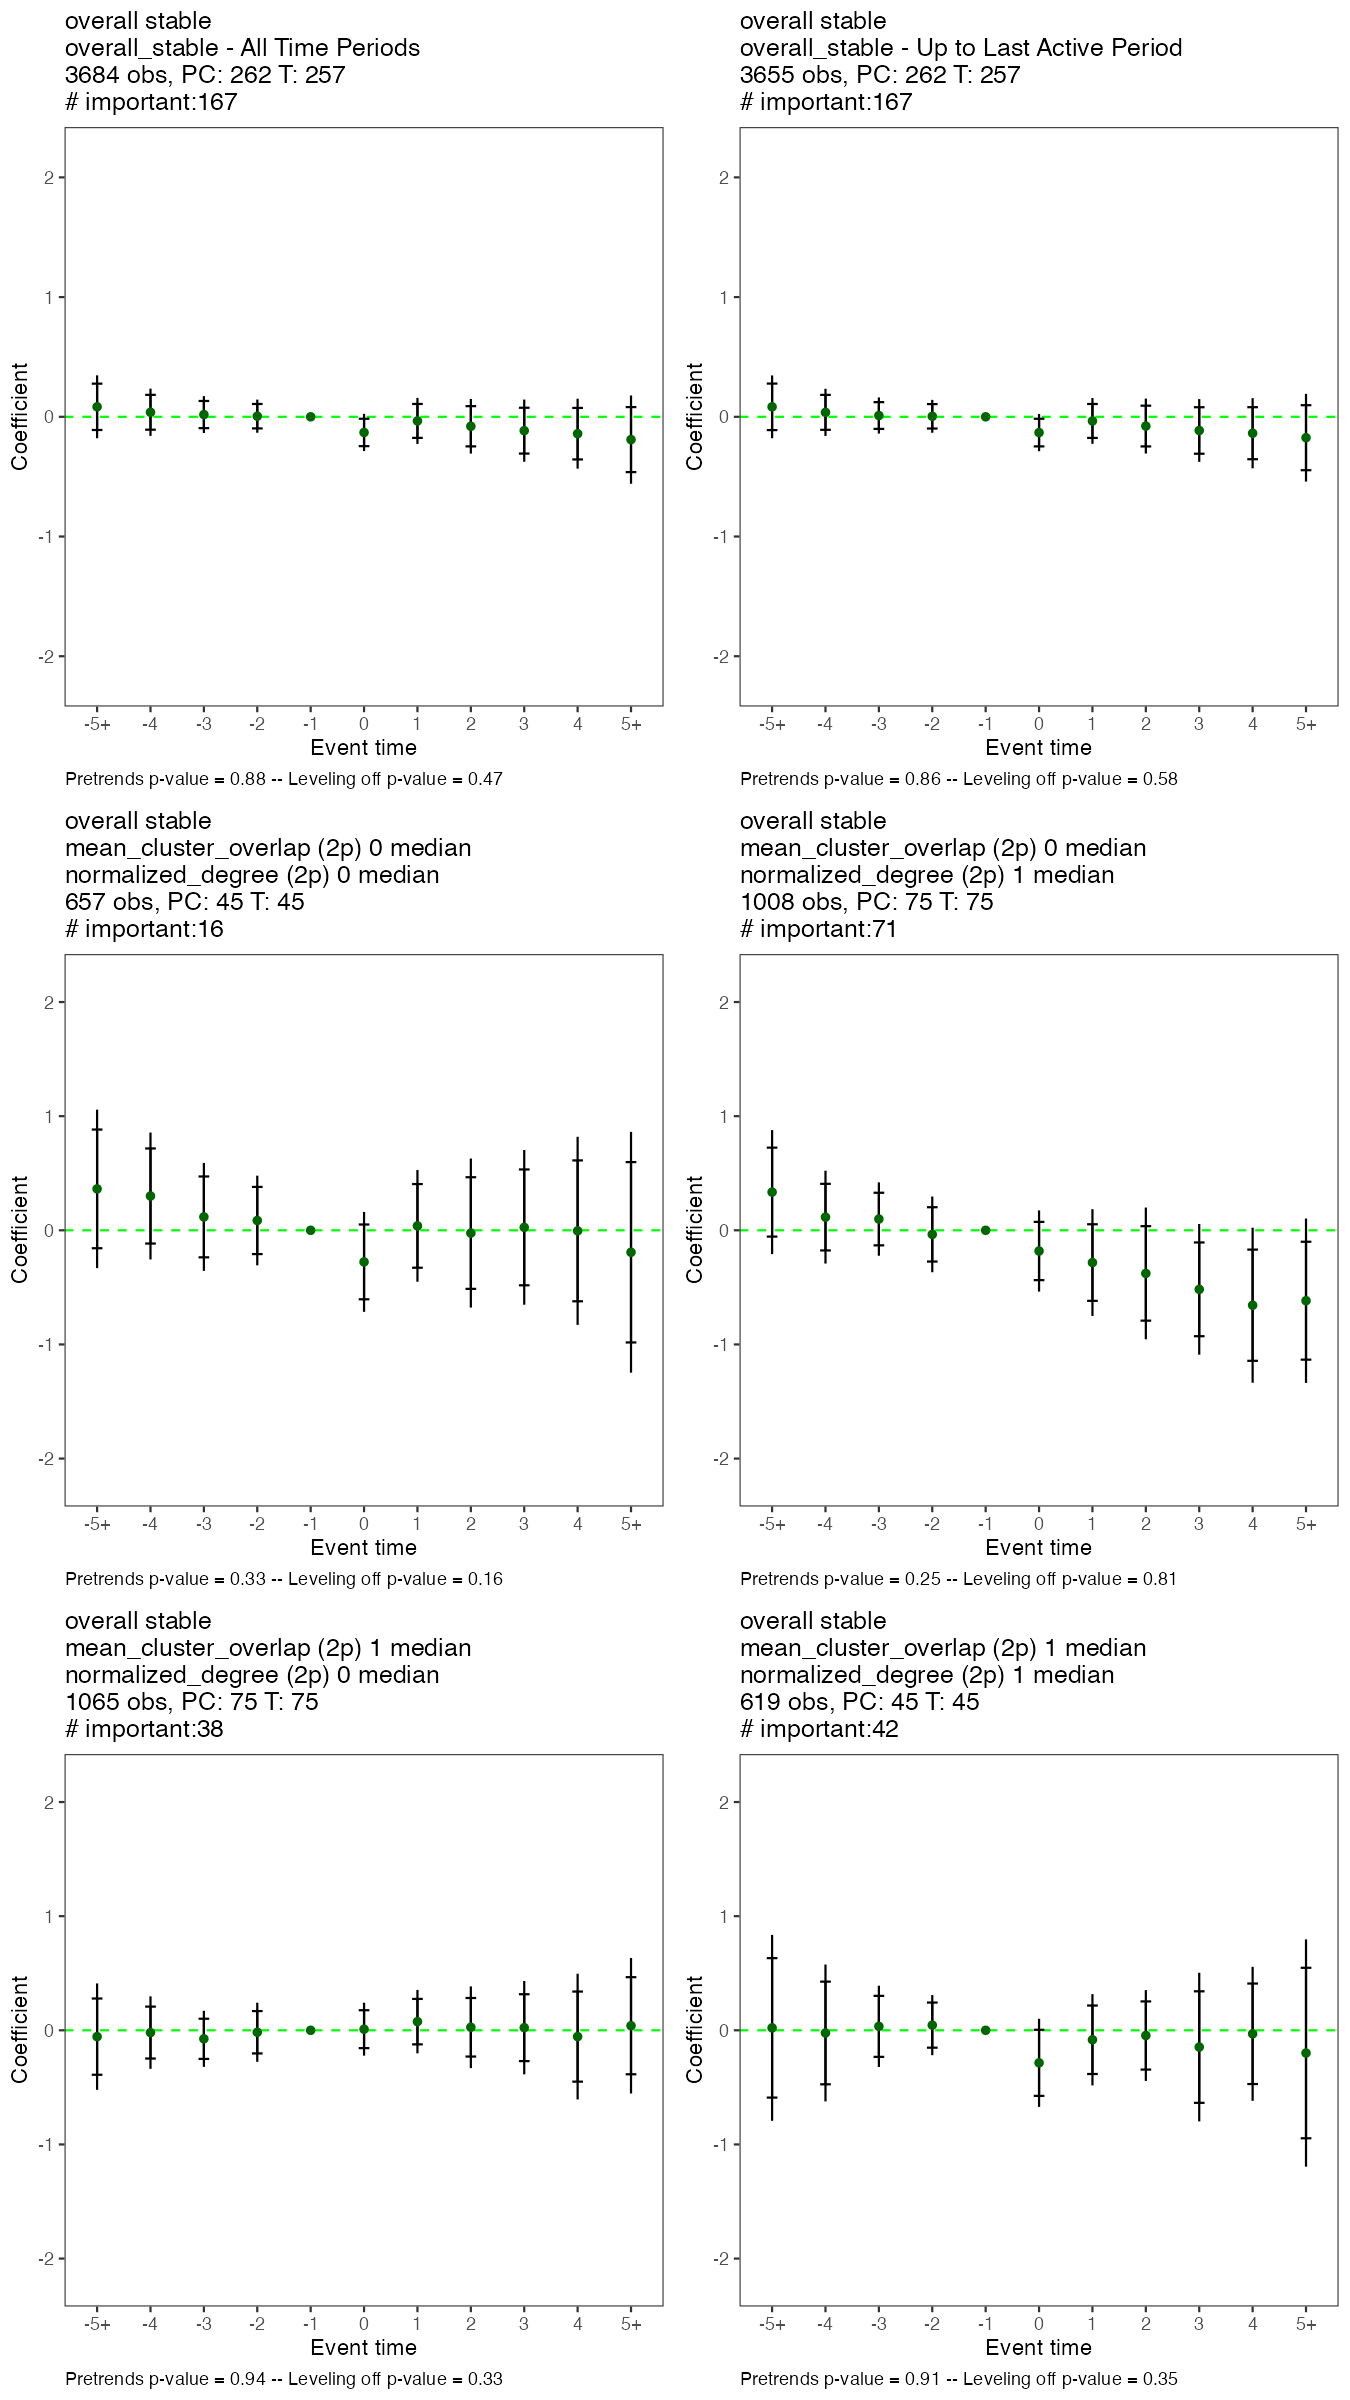 overall stable
overall_stable - All Time Periods
3684 obs, PC: 262 T: 257
# important:167
Coefficient
2
1
0
-1
-2
-5+ -4 -3 -2 -1 0 1 2 3 4 5+
Event time
Pretrends p-value = 0.88 -- Leveling off p-value = 0.47
overall stable
overall_stable - Up to Last Active Period
3655 obs, PC: 262 T: 257
# important:167
Coefficient
2
1
0
-1
-2
-5+ -4 -3 -2 -1 0 1 2 3 4 5+
Event time
Pretrends p-value = 0.86 -- Leveling off p-value = 0.58
overall stable
mean_cluster_overlap (2p) 0 median
normalized_degree (2p) 0 median
657 obs, PC: 45 T: 45
# important:16
Coefficient
2
1
0
-1
-2
-5+ -4 -3 -2 -1 0 1 2 3 4 5+
Event time
Pretrends p-value = 0.33 -- Leveling off p-value = 0.16
overall stable
mean_cluster_overlap (2p) 0 median
normalized_degree (2p) 1 median
1008 obs, PC: 75 T: 75
# important:71
Coefficient
2
1
0
-1
-2
-5+ -4 -3 -2 -1 0 1 2 3 4 5+
Event time
Pretrends p-value = 0.25 -- Leveling off p-value = 0.81
overall stable
mean_cluster_overlap (2p) 1 median
normalized_degree (2p) 0 median
1065 obs, PC: 75 T: 75
# important:38
Coefficient
2
1
0
-1
-2
-5+ -4 -3 -2 -1 0 1 2 3 4 5+
Event time
Pretrends p-value = 0.94 -- Leveling off p-value = 0.33
overall stable
mean_cluster_overlap (2p) 1 median
normalized_degree (2p) 1 median
619 obs, PC: 45 T: 45
# important:42
Coefficient
2
1
0
-1
-2
-5+ -4 -3 -2 -1 0 1 2 3 4 5+
Event time
Pretrends p-value = 0.91 -- Leveling off p-value = 0.35